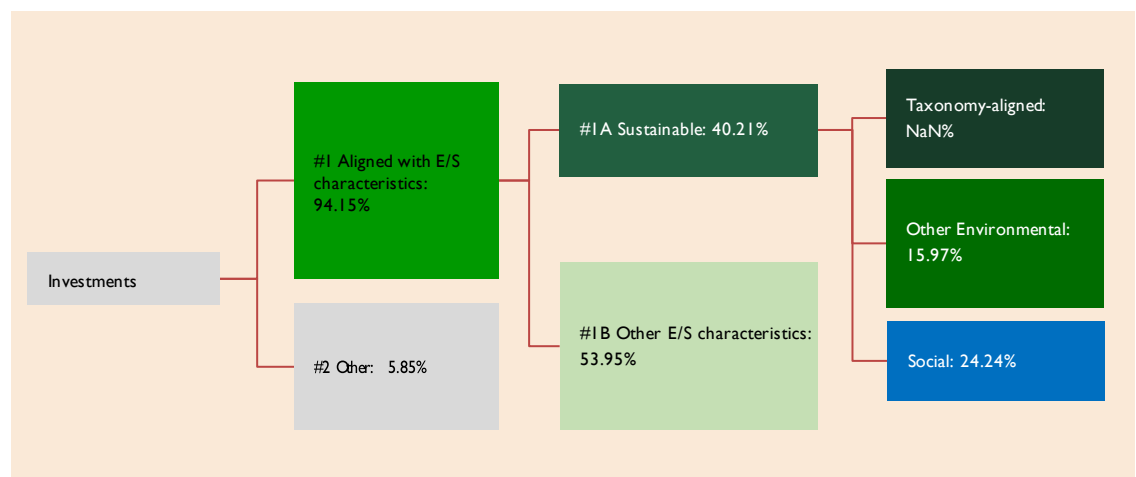 Investments
#1 Aligned with E/S
characteristics:
94.15%
#2 Other: 5.85%
#1A Sustainable: 40.21%
#1B Other E/S characteristics:
53.95%
Taxonomy-aligned:
NaN%
Other Environmental:
15.97%
Social: 24.24%